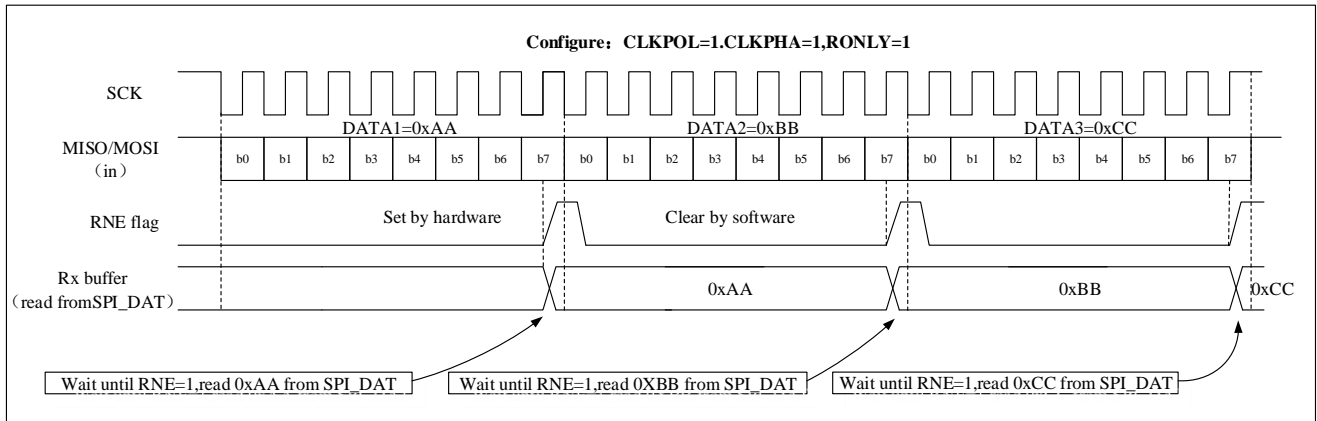 Configure：CLKPOL=1.CLKPHA=1,RONLY=1
SCK
DATA1=0xAA DATA2=0xBB DATA3=0xCC
MISO/MOSI
（in）
b0 b1 b2 b3 b4 b5 b6 b7 b0 b1 b2 b3 b4 b5 b6 b7 b0 b1 b2 b3 b4 b5 b6 b7
RNE flag
Set by hardware Clear by software
Rx buffer
（read fromSPI_DAT）
0xAA 0xBB 0xCC
Wait until RNE=1,read 0xAA from SPI_DAT
Wait until RNE=1,read 0XBB from SPI_DAT
Wait until RNE=1,read 0xCC from SPI_DAT